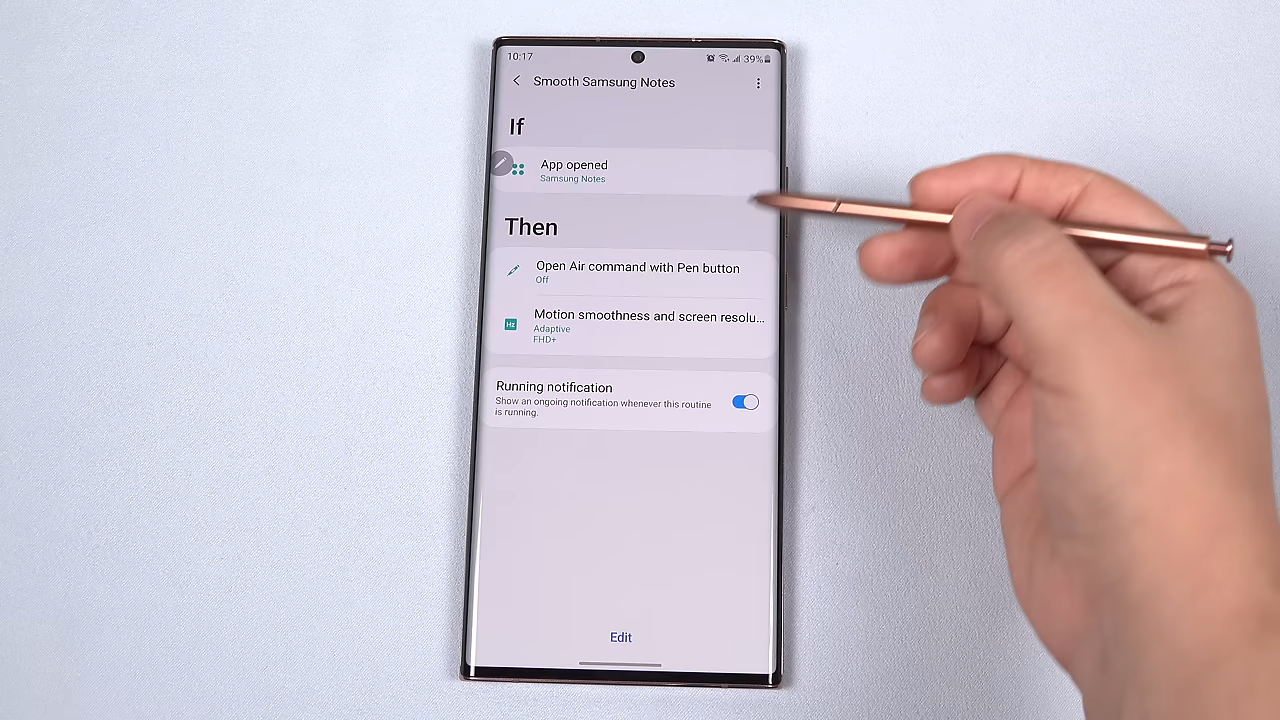 10:17
39%
Smooth Samsung Notes
If
App opened
Samsung Notes
Then
Open Air command with Pen button
Off
Hz
Motion smoothness and screen resolu...
Adaptive
FHD+
Running notification
Show an ongoing notification whenever this routine
is running.
Edit